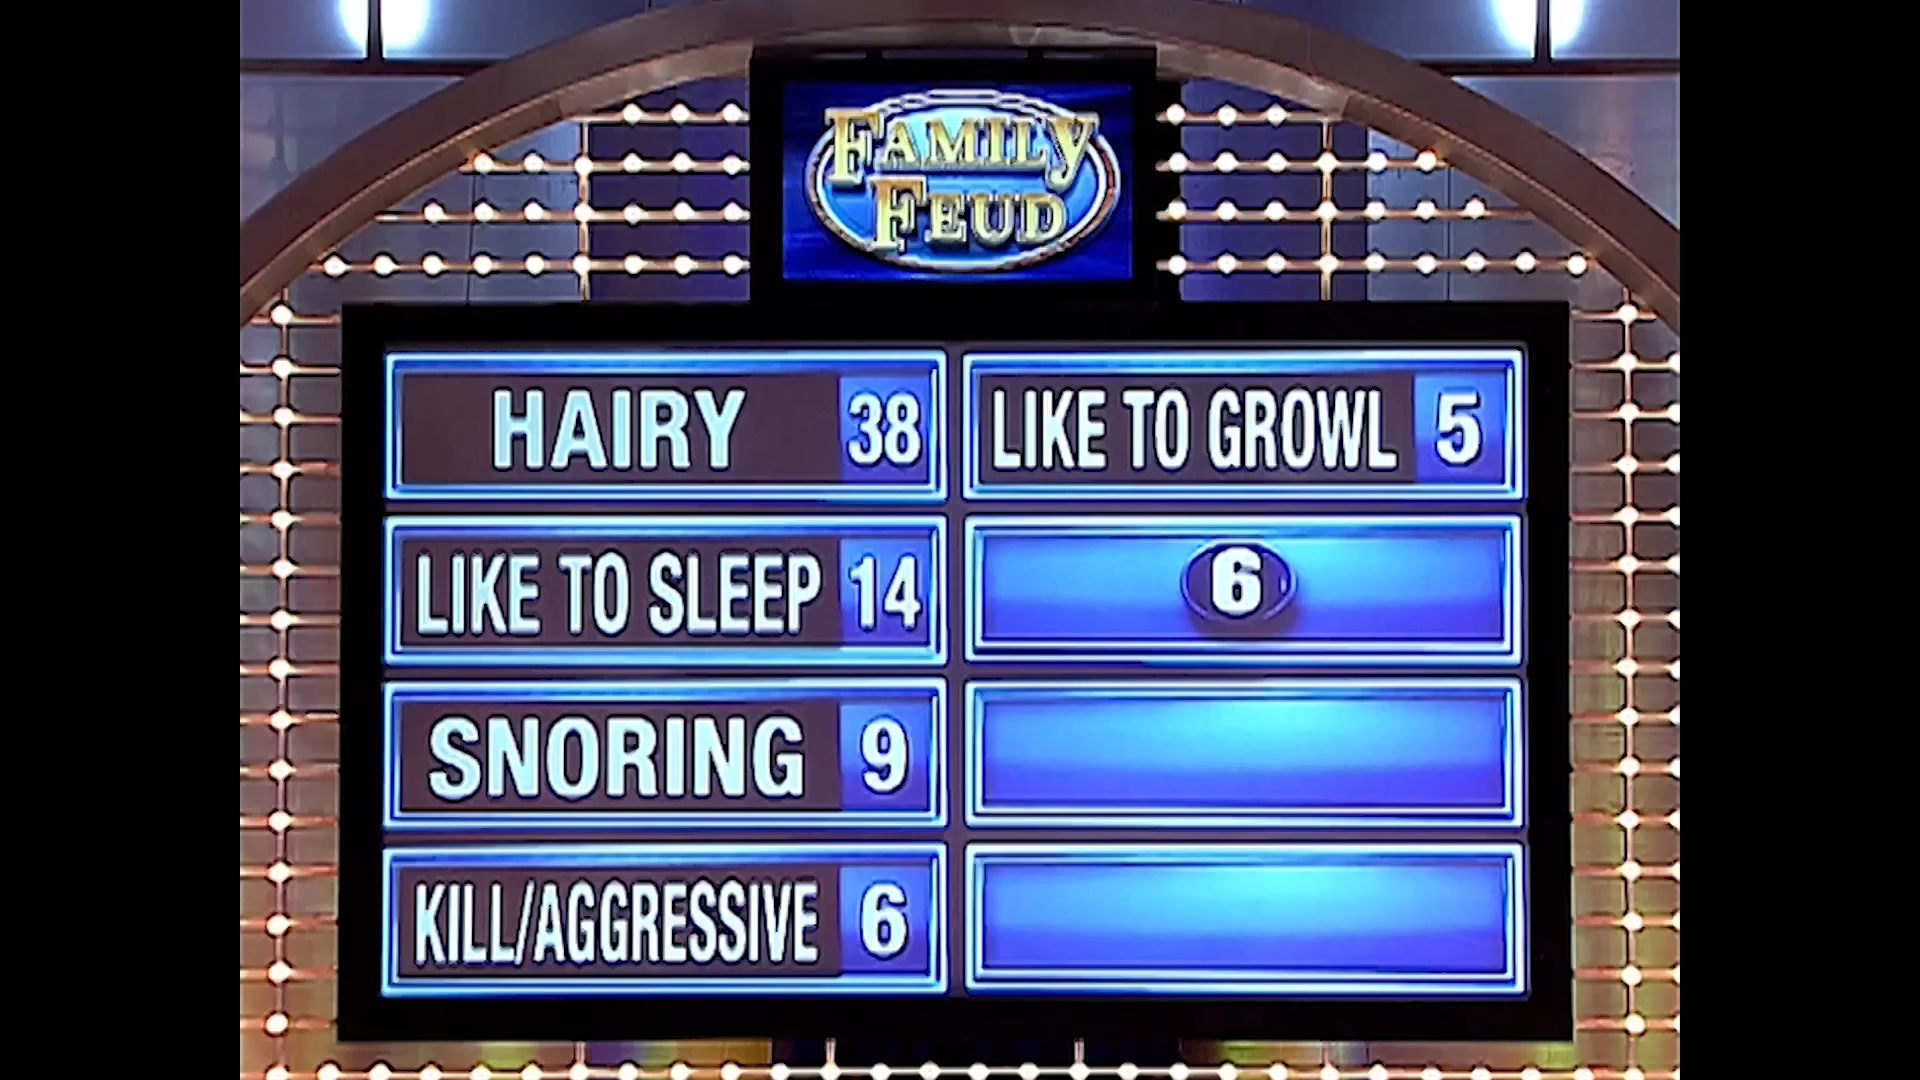 FAMILY
FEUD
HAIRY 38
LIKE TO SLEEP 14
SNORING 9
KILL/AGGRESSIVE 6
LIKE TO GROWL 5
6